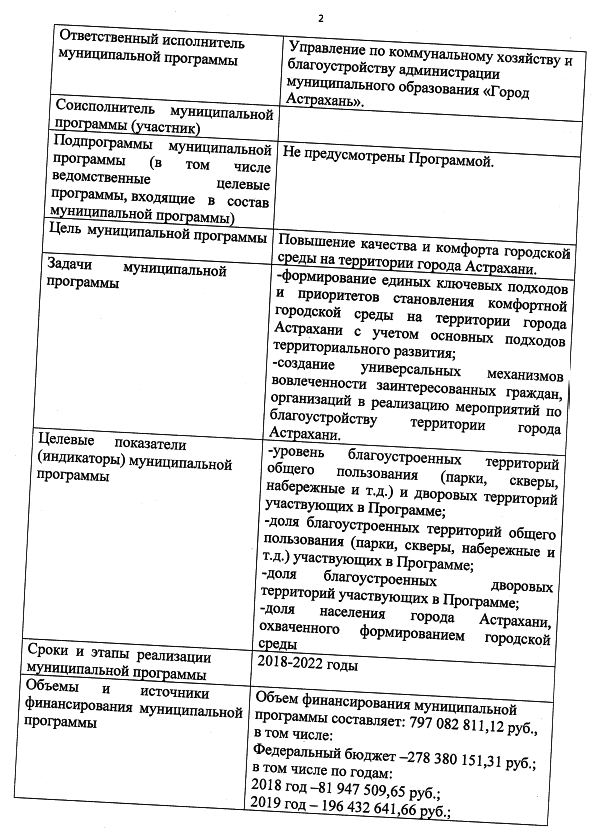 2
Ответственный исполнитель
муниципальной программы
Управление по коммунальному хозяйству и
благоустройству администрации
муниципального образования «Город
Астрахань».
Соисполнитель муниципальной
программы (участник)
Подпрограммы муниципальной
программы (в том числе
ведомственные целевые
программы, входящие в состав
муниципальной программы)
Не предусмотрены Программой.
Цель муниципальной программы
Повышение качества и комфорта городской
среды на территории города Астрахани.
Задачи муниципальной
программы
-формирование единых ключевых подходов
и приоритетов становления комфортной
городской среды на территории города
Астрахани с учетом основных подходов
территориального развития;
-создание универсальных механизмов
вовлеченности заинтересованных граждан,
организаций в реализацию мероприятий по
благоустройству территории города
Астрахани.
Целевые показатели
(индикаторы) муниципальной
программы
-уровень благоустроенных территорий
общего пользования (парки, скверы,
набережные и т.д.) и дворовых территорий
участвующих в Программе;
-доля благоустроенных территорий общего
пользования (парки, скверы, набережные и
т.д.) участвующих в Программе;
-доля благоустроенных дворовых
территорий участвующих в Программе;
-доля населения города Астрахани,
охваченного формированием городской
среды
Сроки и этапы реализации
муниципальной программы
2018-2022 годы
Объемы и источники
финансирования муниципальной
программы
Объем финансирования муниципальной
программы составляет: 797 082 811,12 руб.,
в том числе:
Федеральный бюджет –278 380 151,31 руб.;
в том числе по годам:
2018 год –81 947 509,65 руб.;
2019 год – 196 432 641,66 руб.;